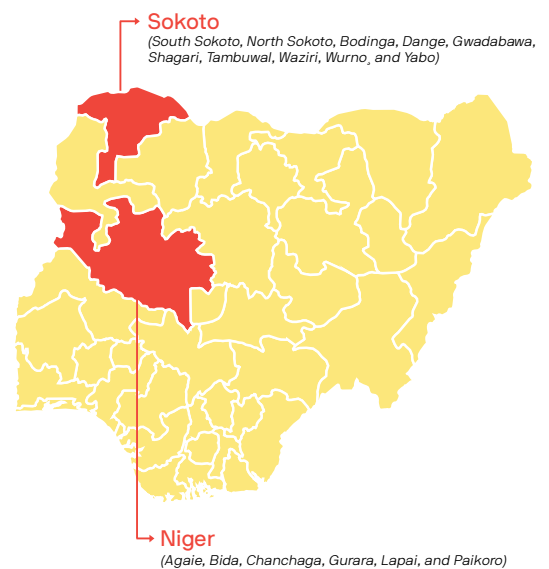 Sokoto
(South Sokoto, North Sokoto, Bodinga, Dange, Gwadabawa,
Shagari, Tambuwal, Waziri, Wurno¸ and Yabo)
Niger
(Agaie, Bida, Chanchaga, Gurara, Lapai, and Paikoro)